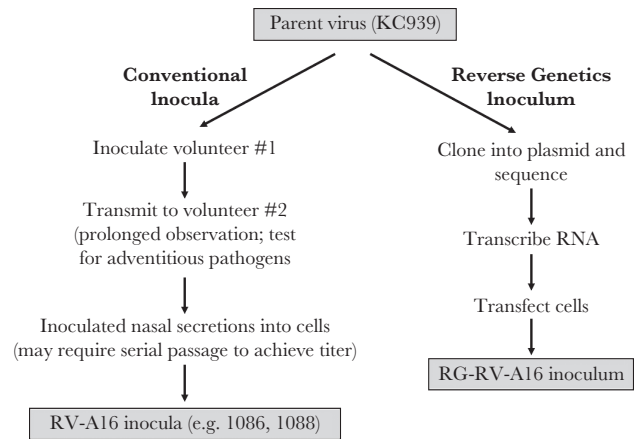 Parent virus (KC939)
Conventional
Inocula
Inoculate volunteer #1
Transmit to volunteer #2
(prolonged observation; test
for adventitious pathogens
Inoculated nasal secretions into cells
(may require serial passage to achieve titer)
RV-A16 inocula (e.g. 1086, 1088)
Reverse Genetics
Inoculum
Clone into plasmid and
sequence
Transcribe RNA
Transfect cells
RG-RV-A16 inoculum